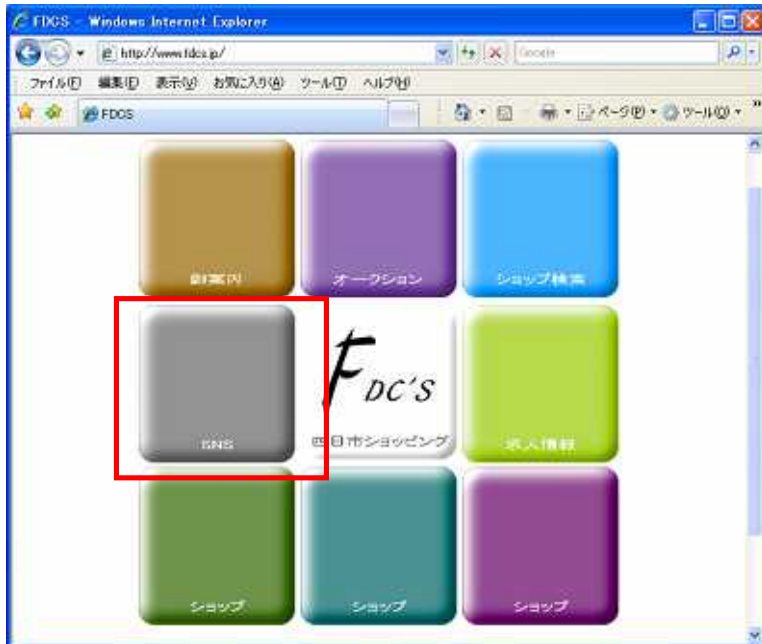 FDCS - Windows Internet Explorer
http://www.fdcs.jp/
Google
ファイル(F) 編集(E) 表示(V) お気に入り(A) ツール(T) ヘルプ(H)
FDCS
ページ(P) ツール(O)
オークション ショップ検索
SNS
FDC'S
四日市ショッピング
求人情報
ショップ ショップ ショップ